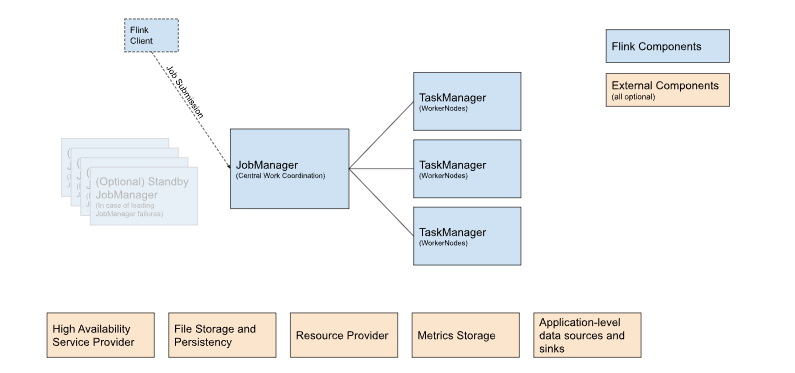 Flink
Client
Job Submission
Flink Components
External Components
(all optional)
TaskManager
(WorkerNodes)
JobManager
(Central Work Coordination)
TaskManager
(WorkerNodes)
TaskManager
(WorkerNodes)
(Optional) Standby
JobManager
(In case of leading
JobManager failures)
High Availability
Service Provider
File Storage and
Persistency
Resource Provider
Metrics Storage
Application-level
data sources and
sinks